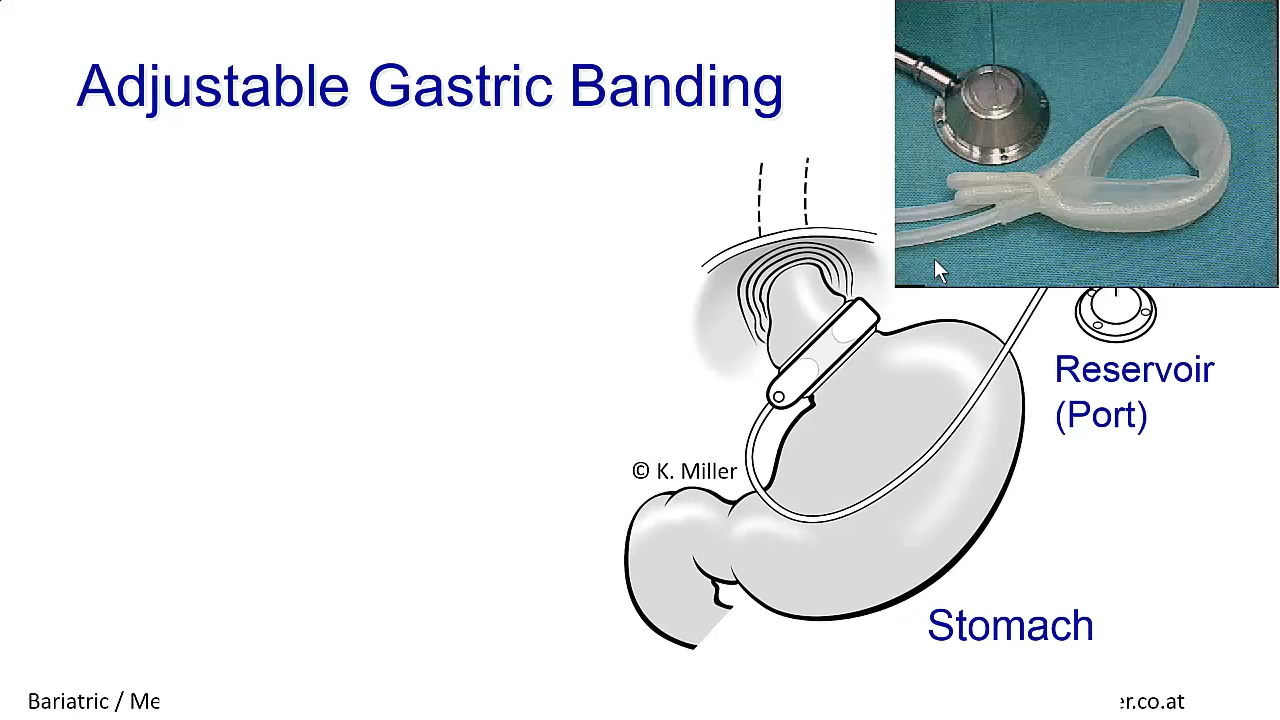 Adjustable Gastric Banding
Reservoir
(Port)
© K. Miller
Stomach
Bariatric / Me
er.co.at